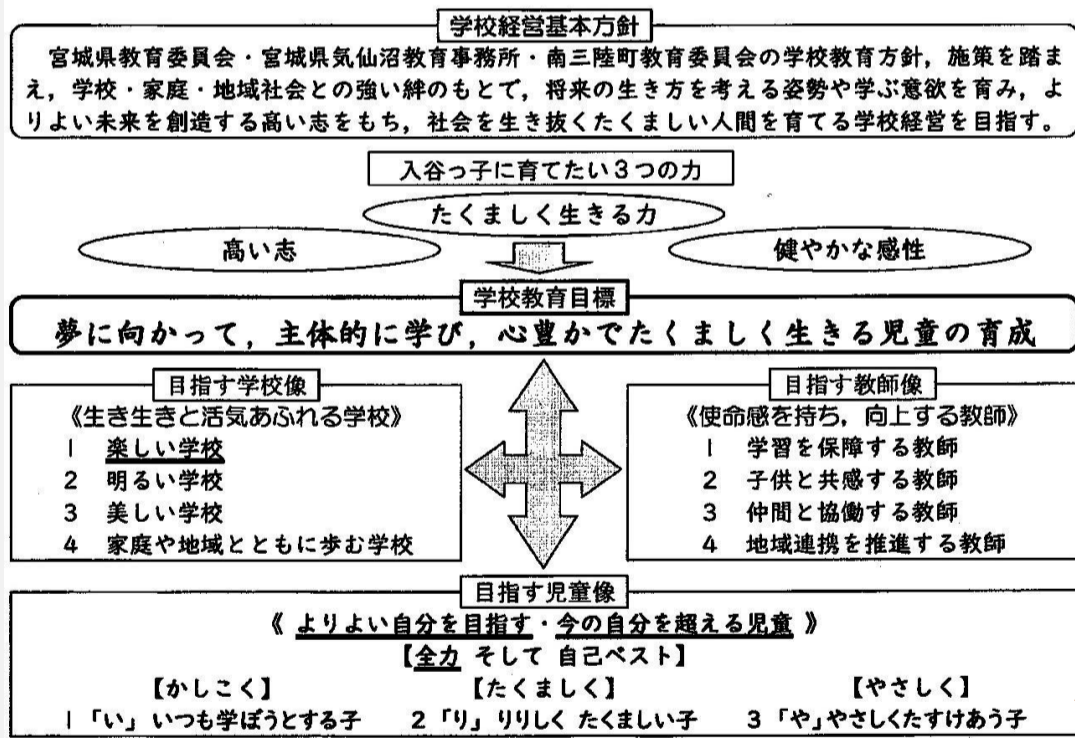 学校経営基本方針
宮城県教育委員会・宮城県気仙沼教育事務所・南三陸町教育委員会の学校教育方針，施策を踏ま
え，学校・家庭・地域社会との強い絆のもとで，将来の生き方を考える姿勢や学ぶ意欲を育み，よ
りよい未来を創造する高い志をもち，社会を生き抜くたくましい人間を育てる学校経営を目指す。
入谷っ子に育てたい３つの力
たくましく生きる力
高い志
健やかな感性
学校教育目標
夢に向かって，主体的に学び，心豊かでたくましく生きる児童の育成
目指す学校像
《生き生きと活気あふれる学校》
１　楽しい学校
２　明るい学校
３　美しい学校
４　家庭や地域とともに歩む学校
目指す教師像
《使命感を持ち，向上する教師》
１　学習を保障する教師
２　子供と共感する教師
３　仲間と協働する教師
４　地域連携を推進する教師
目指す児童像
《 よりよい自分を目指す・今の自分を超える児童 》
【全力 そして 自己ベスト】
【かしこく】　【たくましく】　【やさしく】
１「い」いつも学ぼうとする子　２「り」りりしく たくましい子　３「や」やさしくたすけあう子